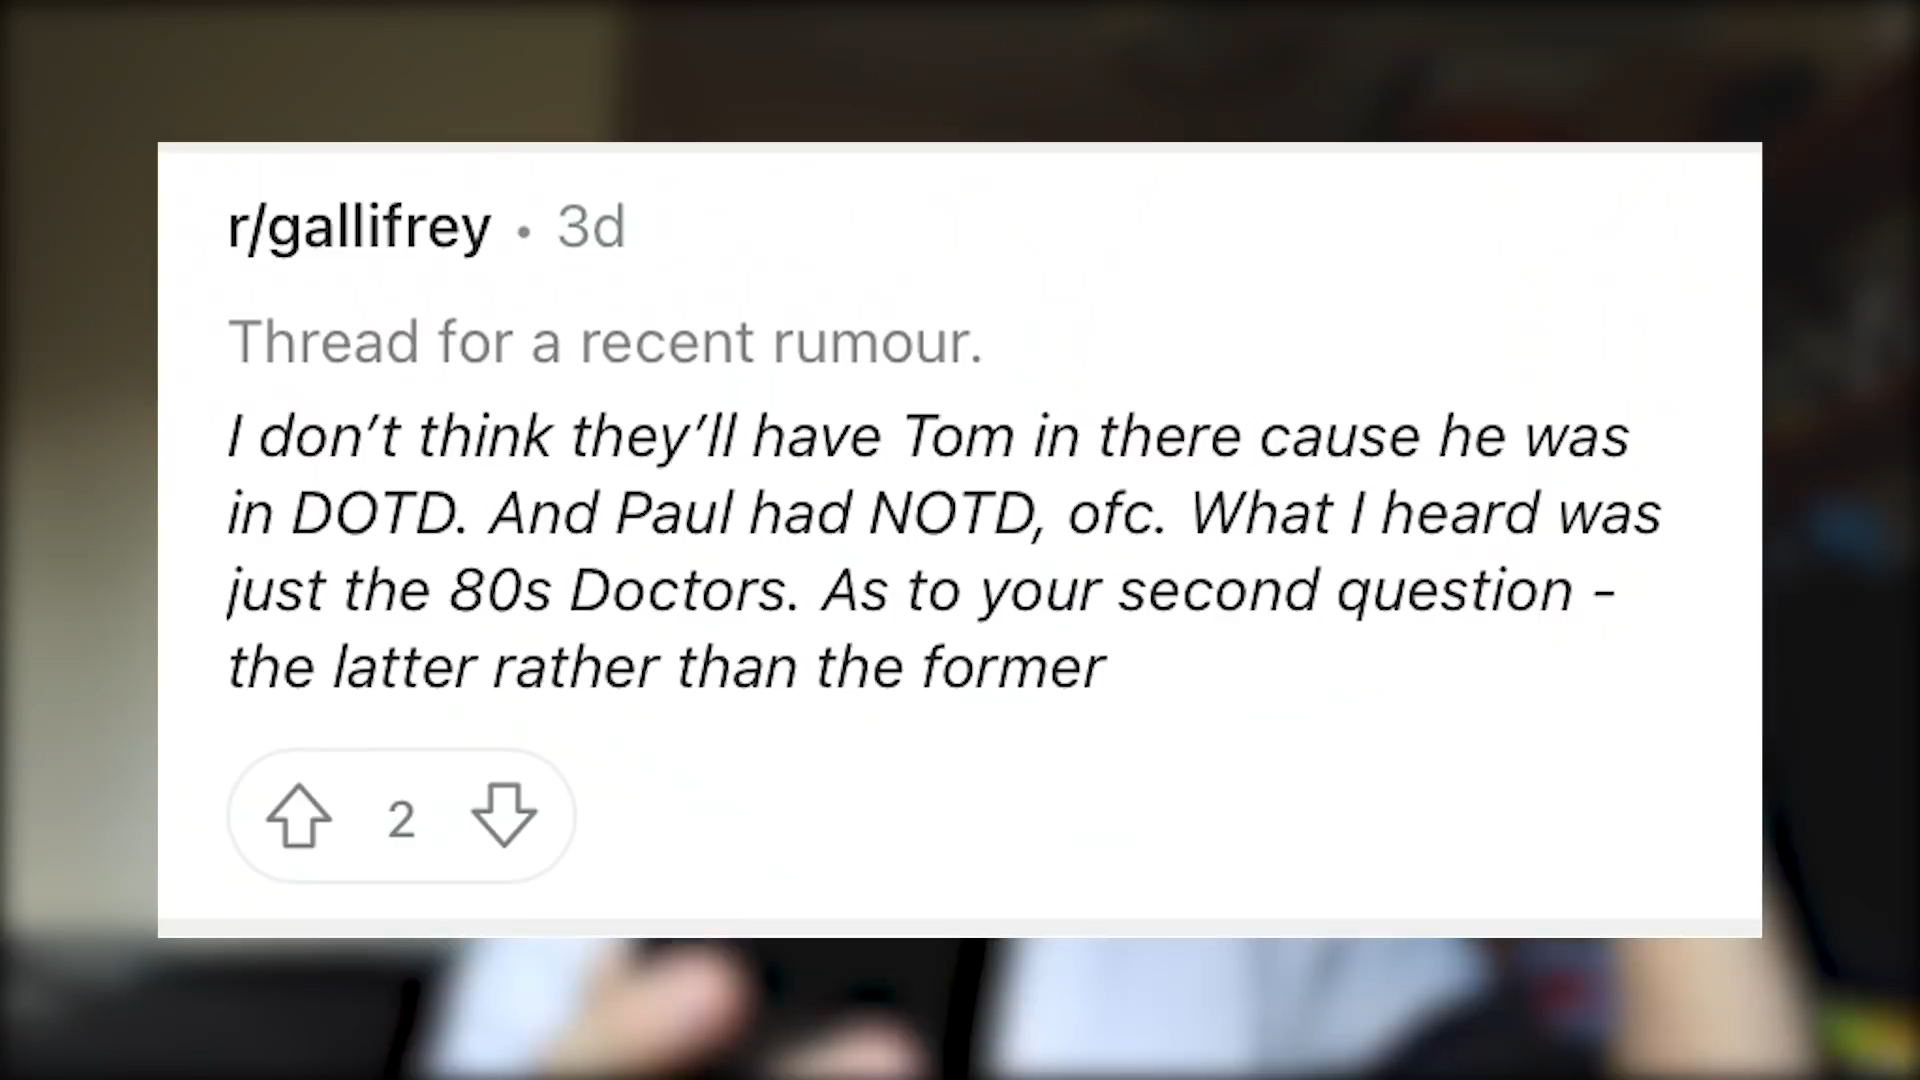 r/gallifrey • 3d
Thread for a recent rumour.
I don’t think they’ll have Tom in there cause he was
in DOTD. And Paul had NOTD, ofc. What I heard was
just the 80s Doctors. As to your second question -
the latter rather than the former
2